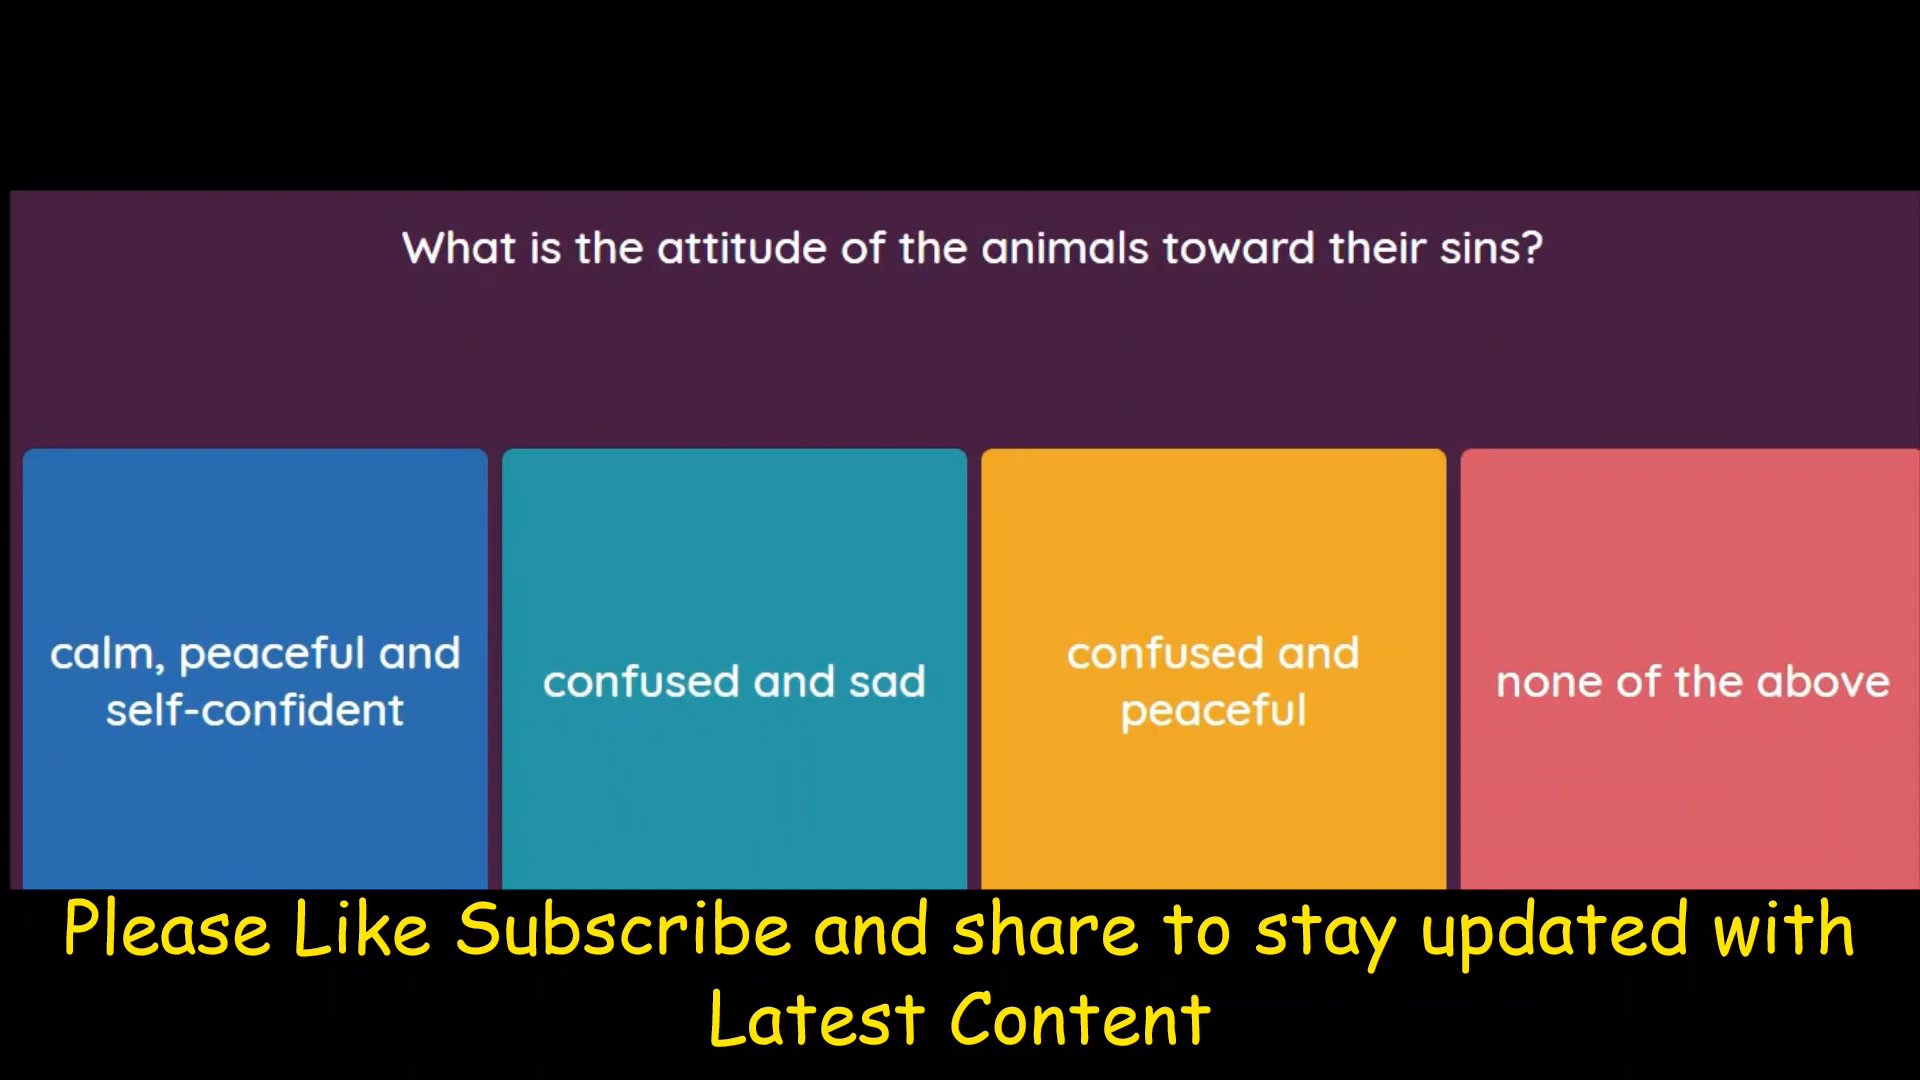 What is the attitude of the animals toward their sins?
calm, peaceful and
self-confident
confused and sad
confused and
peaceful
none of the above
Please Like Subscribe and share to stay updated with
Latest Content